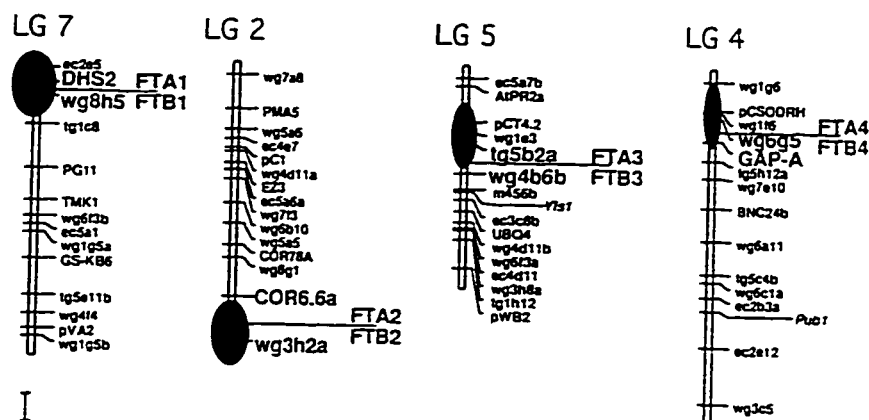 LG 7
ec2e5
DHS2 FTA1
wg8h5 FTB1
tg1c8
PG11
TMK1
wg6f3b
ec5a1
wg1g5a
GS-KB6
tg5e11b
wg4f4
pVA2
wg1g5b
LG 2
wg7a8
PMA5
wg5a6
ec4e7
pC1
wg4d11a
EZ3
ec5a6a
wg7f3
wg6b10
wg5a5
COR78A
wg8g1
COR6.6a
FTA2
FTB2
wg3h2a
LG 5
ec5a7b
AtPR2a
pCT4.2
wg1e3
tg5b2a FTA3
wg4b6b FTB3
m456b
Yls1
ec3c8b
UBQ4
wg4d11b
wg6f3a
ec4d11
wg3h8a
tg1h12
pWB2
LG 4
wg1g6
pCSOORH
wg1f6 FTA4
wg6g5 FTB4
GAP-A
tg5h12a
wg7e10
BNC24b
wg6a11
tg5c4b
wg6c1a
ec2b3a
Pub1
ec2e12
wg3c5